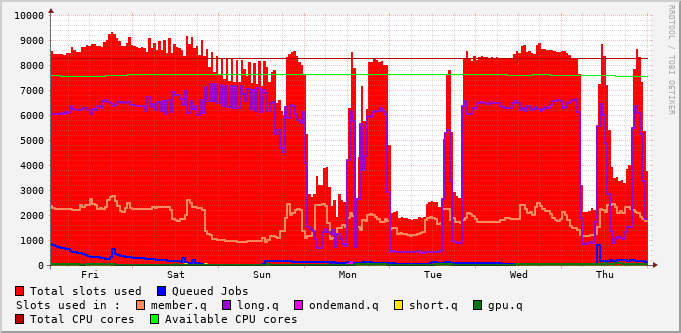 10000
9000
8000
7000
6000
5000
4000
3000
2000
1000
0
Fri Sat Sun Mon Tue Wed Thu
RRDTOOL / TOBI OETIKER
Total slots used Queued Jobs
Slots used in : member.q long.q ondemand.q short.q gpu.q
Total CPU cores Available CPU cores